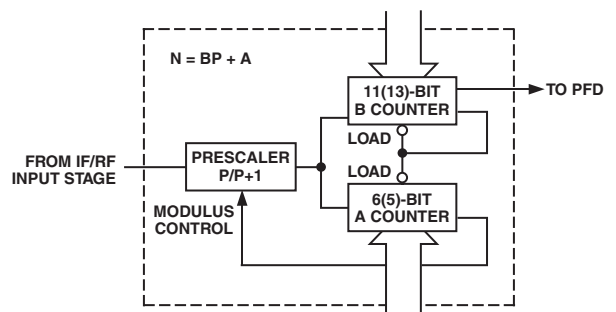 N = BP + A
11(13)-BIT
B COUNTER
TO PFD
LOAD
FROM IF/RF
INPUT STAGE
PRESCALER
P/P+1
LOAD
MODULUS
CONTROL
6(5)-BIT
A COUNTER